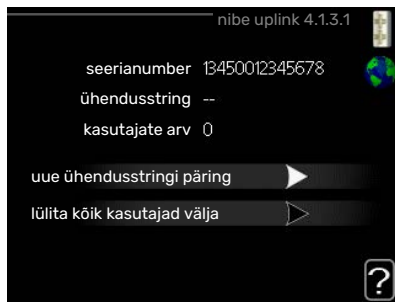 nibe uplink 4.1.3.1
seerianumber 13450012345678
ühendusstring --
kasutajate arv 0
uue ühendusstringi päring
lülita kõik kasutajad välja
?